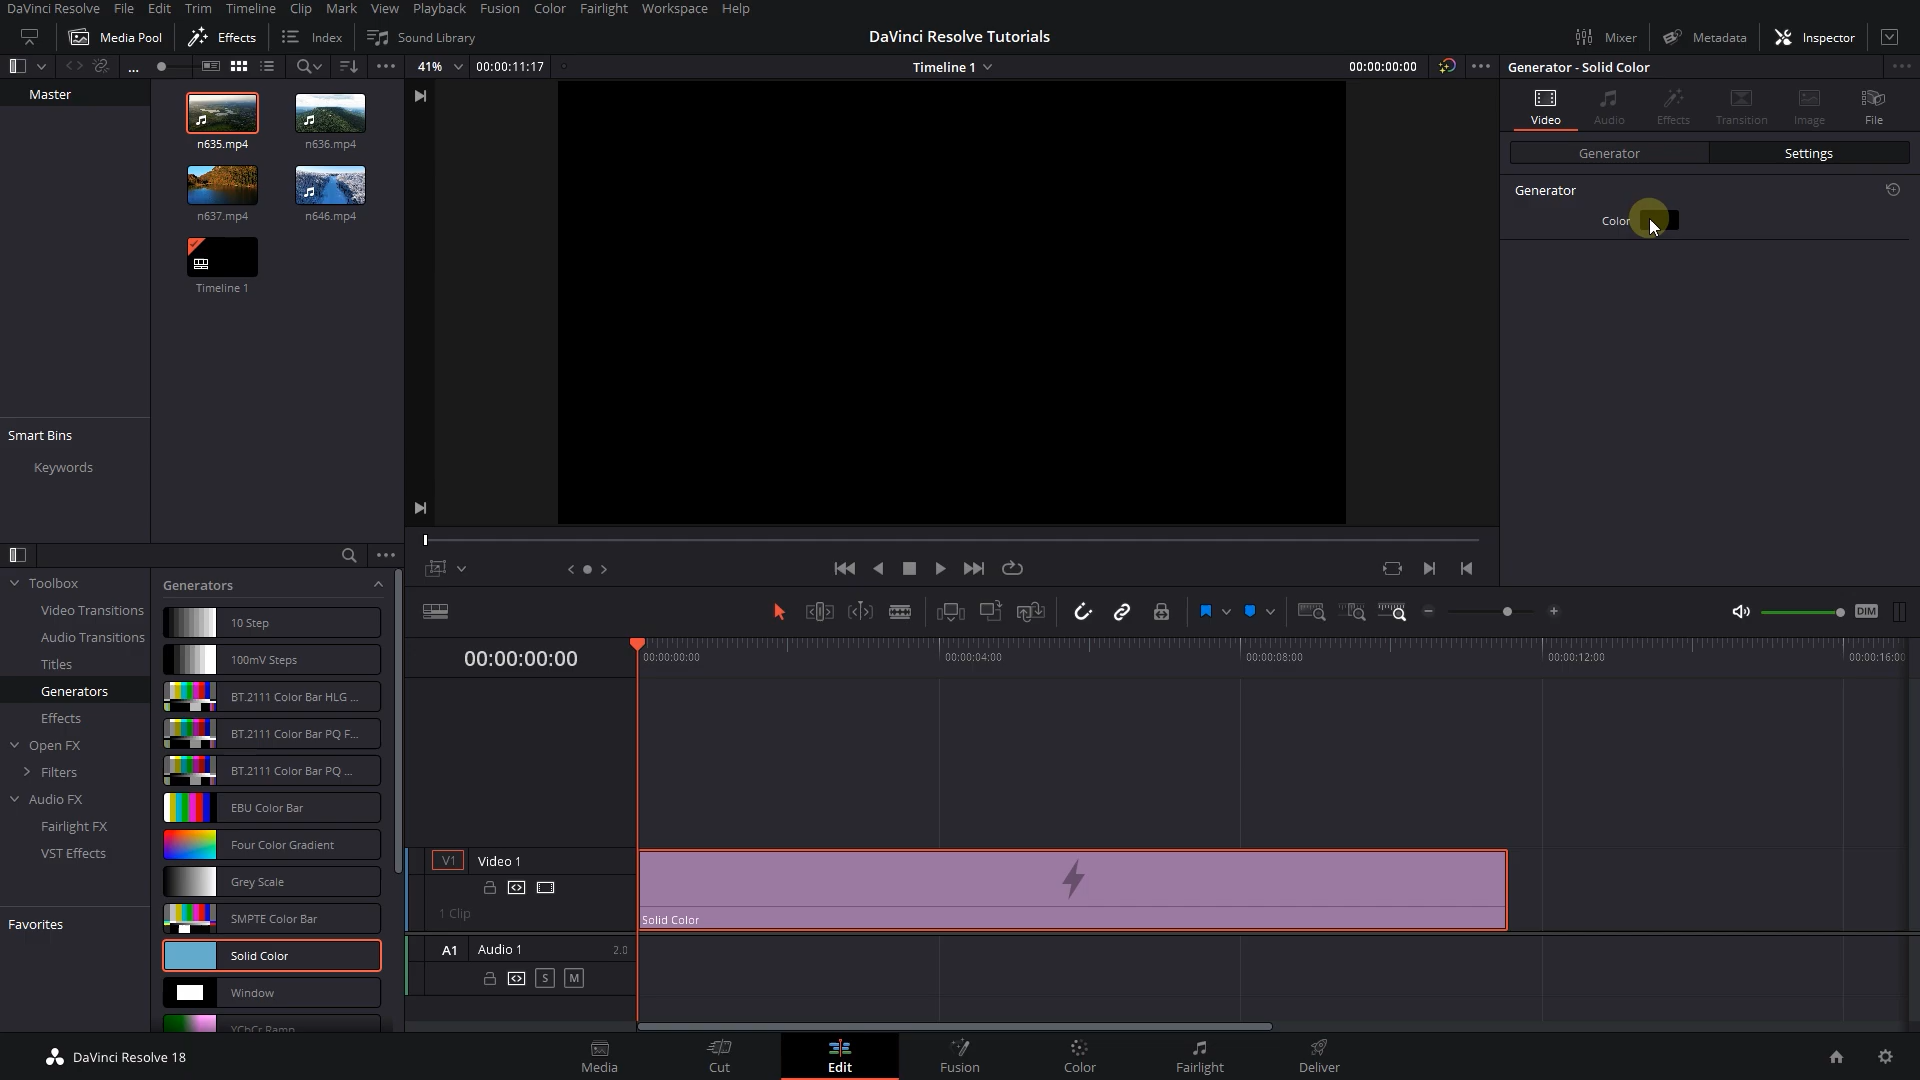 DaVinci Resolve File Edit Trim Timeline Clip Mark View Playback Fusion Color Fairlight Workspace Help
Media Pool Effects Index Sound Library DaVinci Resolve Tutorials Mixer Metadata Inspector
... 41% 00:00:11:17 Timeline 1 00:00:00:00 Generator - Solid Color
Master
n635.mp4 n636.mp4
n637.mp4 n646.mp4
Timeline 1
Smart Bins
Keywords
Video Audio Effects Transition Image File
Generator Settings
Generator
Color
Toolbox
Video Transitions
Audio Transitions
Titles
Generators
Effects
Open FX
Filters
Audio FX
Fairlight FX
VST Effects
Favorites
Generators
10 Step
100mV Steps
BT.2111 Color Bar HLG ...
BT.2111 Color Bar PQ F...
BT.2111 Color Bar PQ ...
EBU Color Bar
Four Color Gradient
Grey Scale
SMPTE Color Bar
Solid Color
Window
YCbCr Ramp
DIM
00:00:00:00 00:00:00:00 00:00:04:00 00:00:08:00 00:00:12:00 00:00:16:00
V1 Video 1
1 Clip
Solid Color
A1 Audio 1 2.0
S M
DaVinci Resolve 18
Media Cut Edit Fusion Color Fairlight Deliver